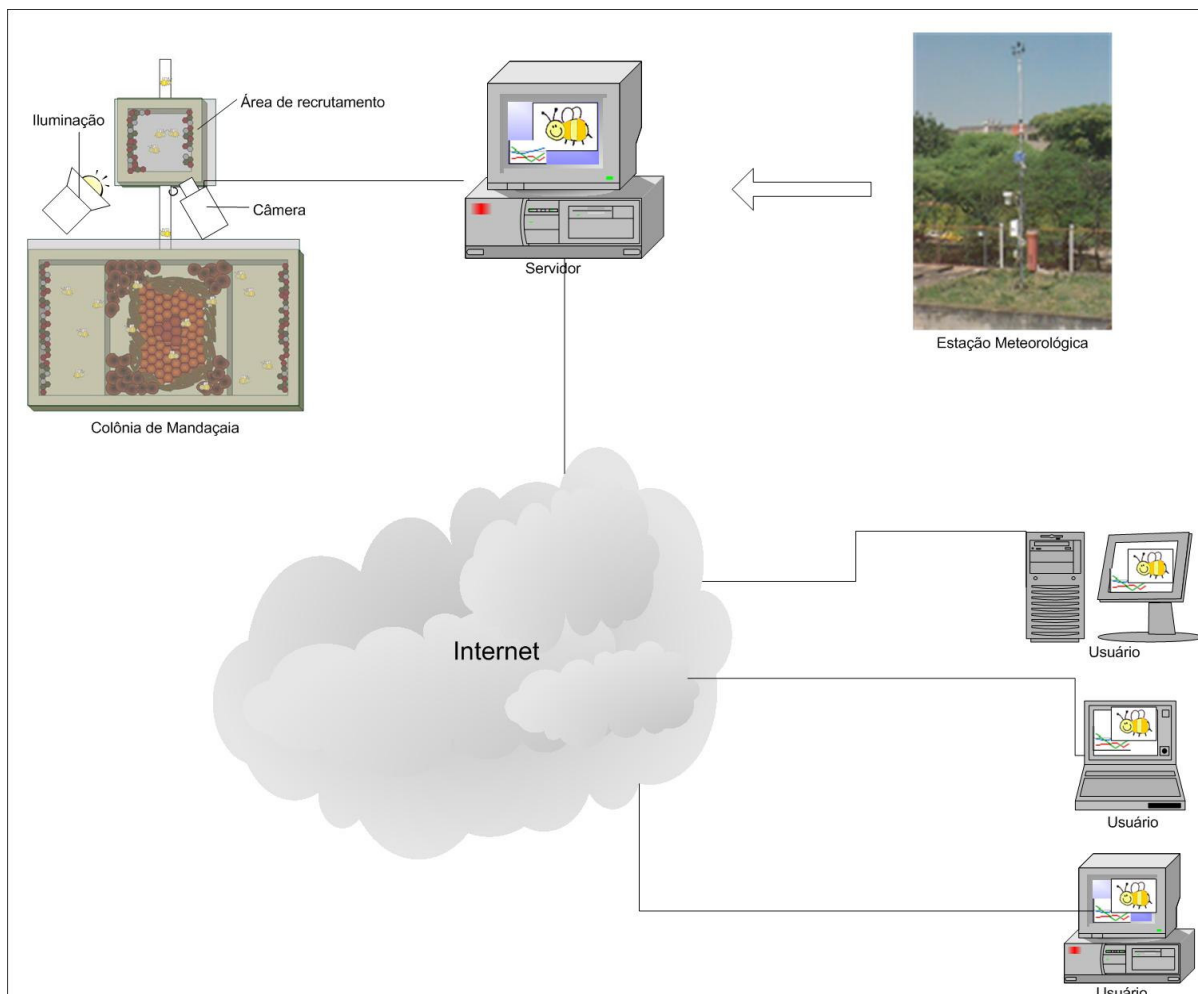 Área de recrutamento
Iluminação
Câmera
Servidor
Estação Meteorológica
Colônia de Mandaçaia
Internet
Usuário
Usuário
Usuário